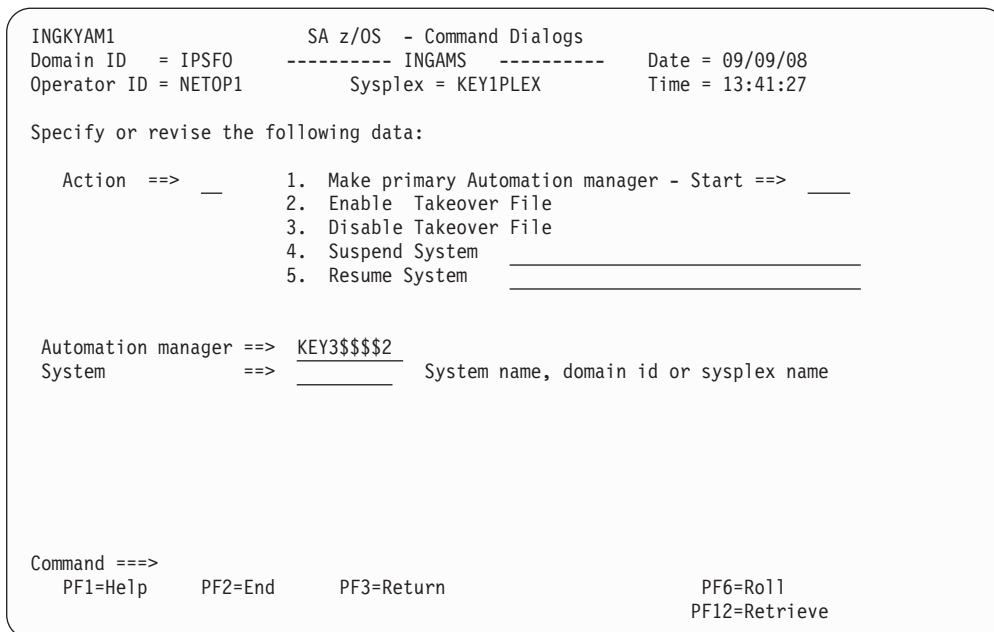 INGKYAM1 SA z/OS - Command Dialogs
Domain ID = IPSFO ---------- INGAMS ---------- Date = 09/09/08
Operator ID = NETOP1 Sysplex = KEY1PLEX Time = 13:41:27
Specify or revise the following data:
Action ==> __ 1. Make primary Automation manager - Start ==> ____
2. Enable Takeover File
3. Disable Takeover File
4. Suspend System
5. Resume System
Automation manager ==> KEY3$$$$2
System ==> System name, domain id or sysplex name
Command ===>
PF1=Help PF2=End PF3=Return PF6=Roll
PF12=Retrieve